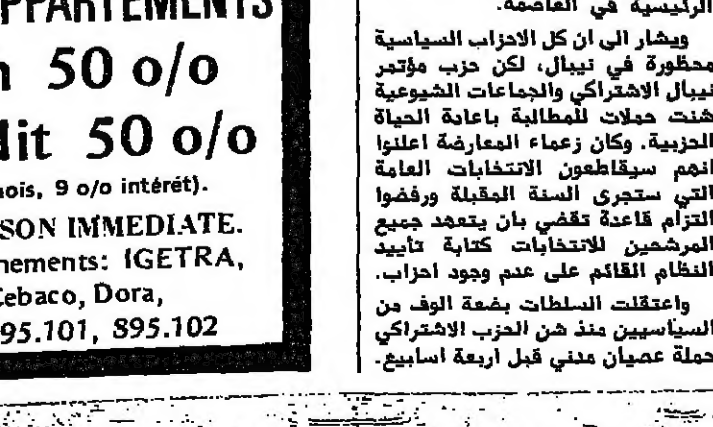 PPARTEMENTS
50 o/o
dit 50 o/o
nois, 9 o/o intérét).
SON IMMEDIATE.
nements: IGETRA,
Cebaco, Dora,
95.101, 895.102
الرئيسية في العاصمة.
ويشار الى ان كل الاحزاب السياسية
محظورة في نيبال، لكن حزب مؤتمر
نيبال الاشتراكي والجماعات الشيوعية
شنت حملات للمطالبة باعادة الحياة
الحزبية. وكان زعماء المعارضة اعلنوا
انهم سيقاطعون الانتخابات العامة
التي ستجرى السنة المقبلة ورفضوا
التزام قاعدة تقضي بان يتعهد جميع
المرشحين للانتخابات كتابة تأييد
النظام القائم على عدم وجود احزاب.
واعتقلت السلطات بضعة الوف من
السياسيين منذ شن الحزب الاشتراكي
حملة عصيان مدني قبل اربعة اسابيع.